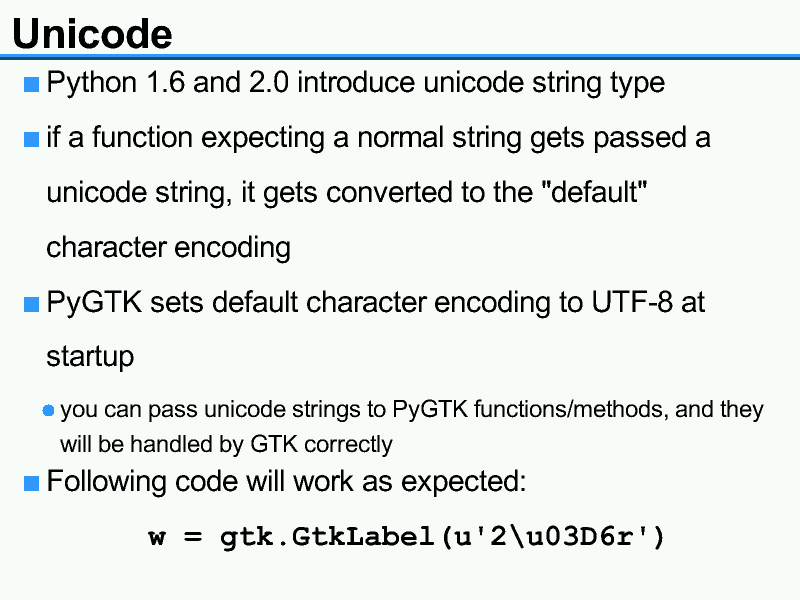 Unicode
Python 1.6 and 2.0 introduce unicode string type
if a function expecting a normal string gets passed a
unicode string, it gets converted to the "default"
character encoding
PyGTK sets default character encoding to UTF-8 at
startup
you can pass unicode strings to PyGTK functions/methods, and they
will be handled by GTK correctly
Following code will work as expected:
w = gtk.GtkLabel(u'2\u03D6r')